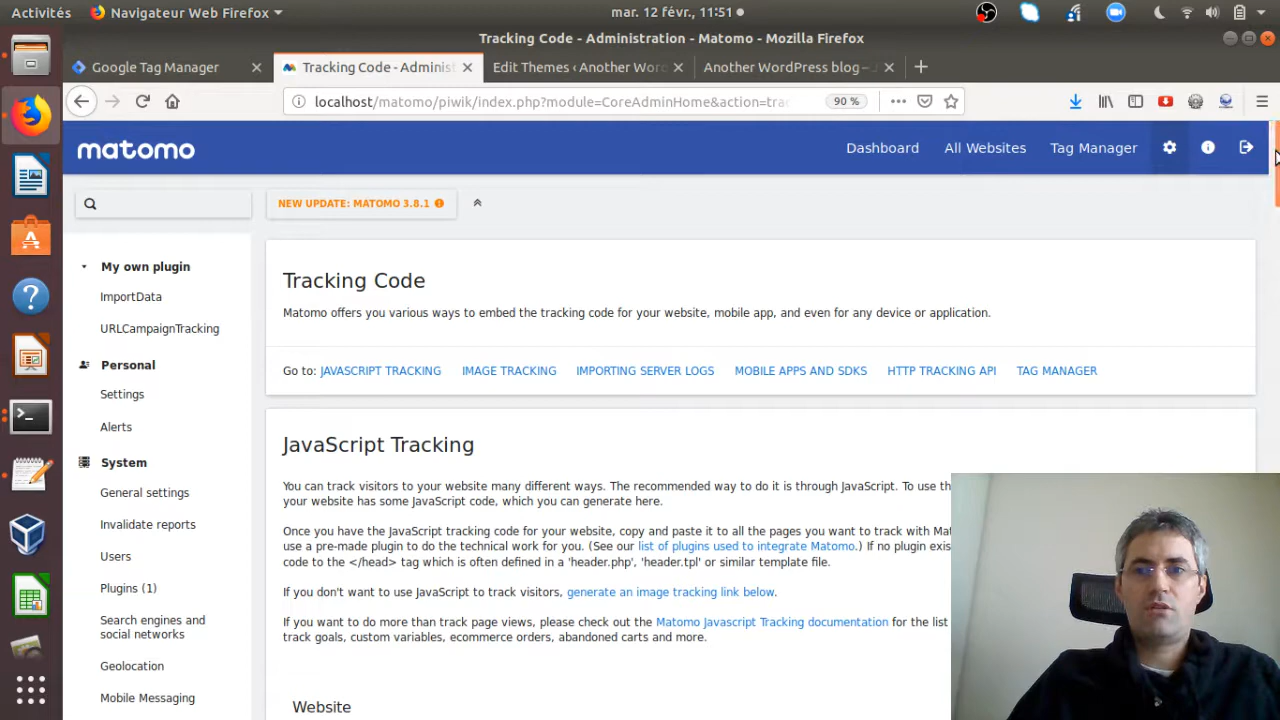 Activités
Navigateur Web Firefox
mar. 12 févr., 11:51
Tracking Code - Administration - Matomo - Mozilla Firefox
Google Tag Manager
Tracking Code - Administ
Edit Themes ‹ Another Wor
Another WordPress blog –
localhost/matomo/piwik/index.php?module=CoreAdminHome&action=tra
90 %
matomo
Dashboard
All Websites
Tag Manager
NEW UPDATE: MATOMO 3.8.1
My own plugin
ImportData
URLCampaignTracking
Personal
Settings
Alerts
System
General settings
Invalidate reports
Users
Plugins (1)
Search engines and
social networks
Geolocation
Mobile Messaging
Tracking Code
Matomo offers you various ways to embed the tracking code for your website, mobile app, and even for any device or application.
Go to: JAVASCRIPT TRACKING IMAGE TRACKING IMPORTING SERVER LOGS MOBILE APPS AND SDKS HTTP TRACKING API TAG MANAGER
JavaScript Tracking
You can track visitors to your website many different ways. The recommended way to do it is through JavaScript. To use th
your website has some JavaScript code, which you can generate here.
Once you have the JavaScript tracking code for your website, copy and paste it to all the pages you want to track with Mat
use a pre-made plugin to do the technical work for you. (See our list of plugins used to integrate Matomo.) If no plugin exis
code to the </head> tag which is often defined in a 'header.php', 'header.tpl' or similar template file.
If you don't want to use JavaScript to track visitors, generate an image tracking link below.
If you want to do more than track page views, please check out the Matomo Javascript Tracking documentation for the list
track goals, custom variables, ecommerce orders, abandoned carts and more.
Website